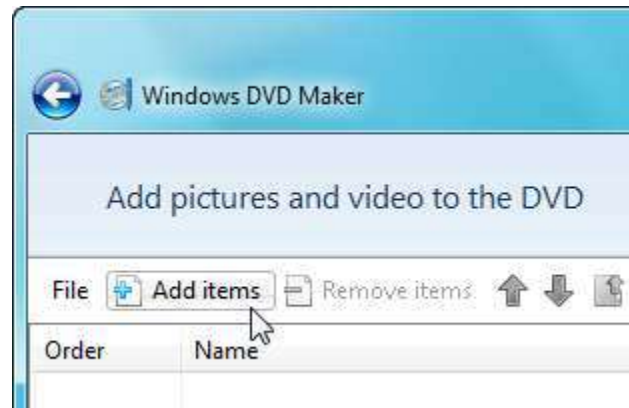 Windows DVD Maker
Add pictures and video to the DVD
File Add items Remove items
Order Name